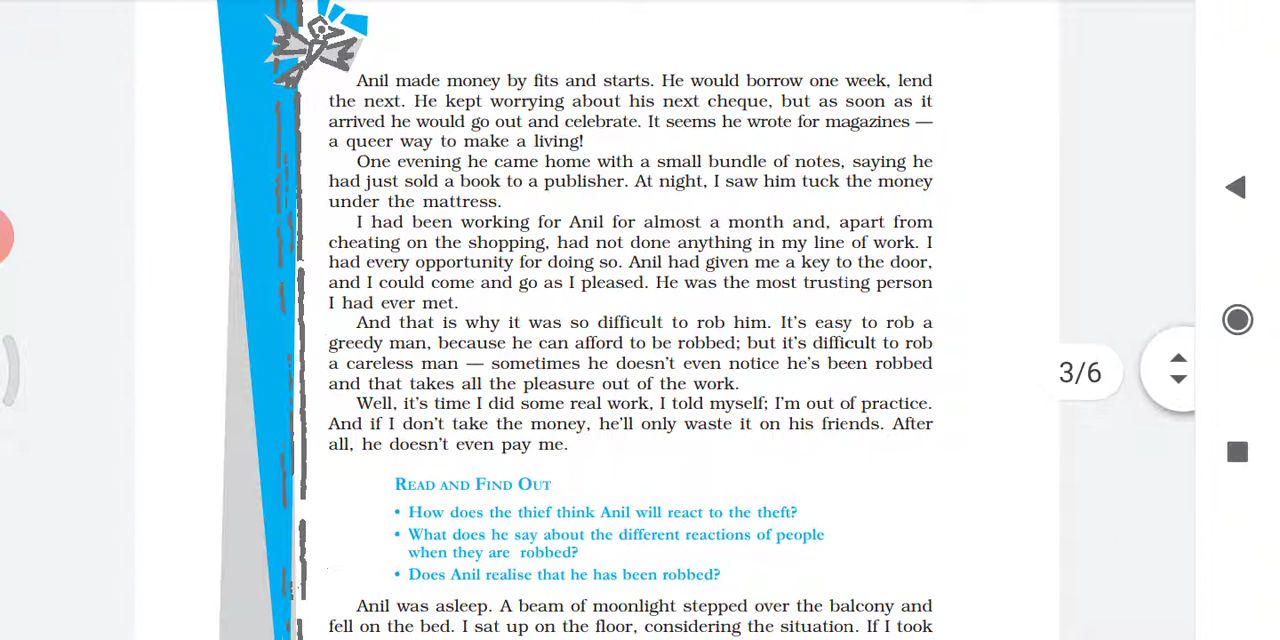 Anil made money by fits and starts. He would borrow one week, lend
the next. He kept worrying about his next cheque, but as soon as it
arrived he would go out and celebrate. It seems he wrote for magazines —
a queer way to make a living!
One evening he came home with a small bundle of notes, saying he
had just sold a book to a publisher. At night, I saw him tuck the money
under the mattress.
I had been working for Anil for almost a month and, apart from
cheating on the shopping, had not done anything in my line of work. I
had every opportunity for doing so. Anil had given me a key to the door,
and I could come and go as I pleased. He was the most trusting person
I had ever met.
And that is why it was so difficult to rob him. It's easy to rob a
greedy man, because he can afford to be robbed; but it's difficult to rob
a careless man — sometimes he doesn't even notice he's been robbed
and that takes all the pleasure out of the work.
Well, it's time I did some real work, I told myself; I'm out of practice.
And if I don't take the money, he'll only waste it on his friends. After
all, he doesn't even pay me.
READ AND FIND OUT
• How does the thief think Anil will react to the theft?
• What does he say about the different reactions of people
when they are robbed?
• Does Anil realise that he has been robbed?
Anil was asleep. A beam of moonlight stepped over the balcony and
fell on the bed. I sat up on the floor, considering the situation. If I took
3/6